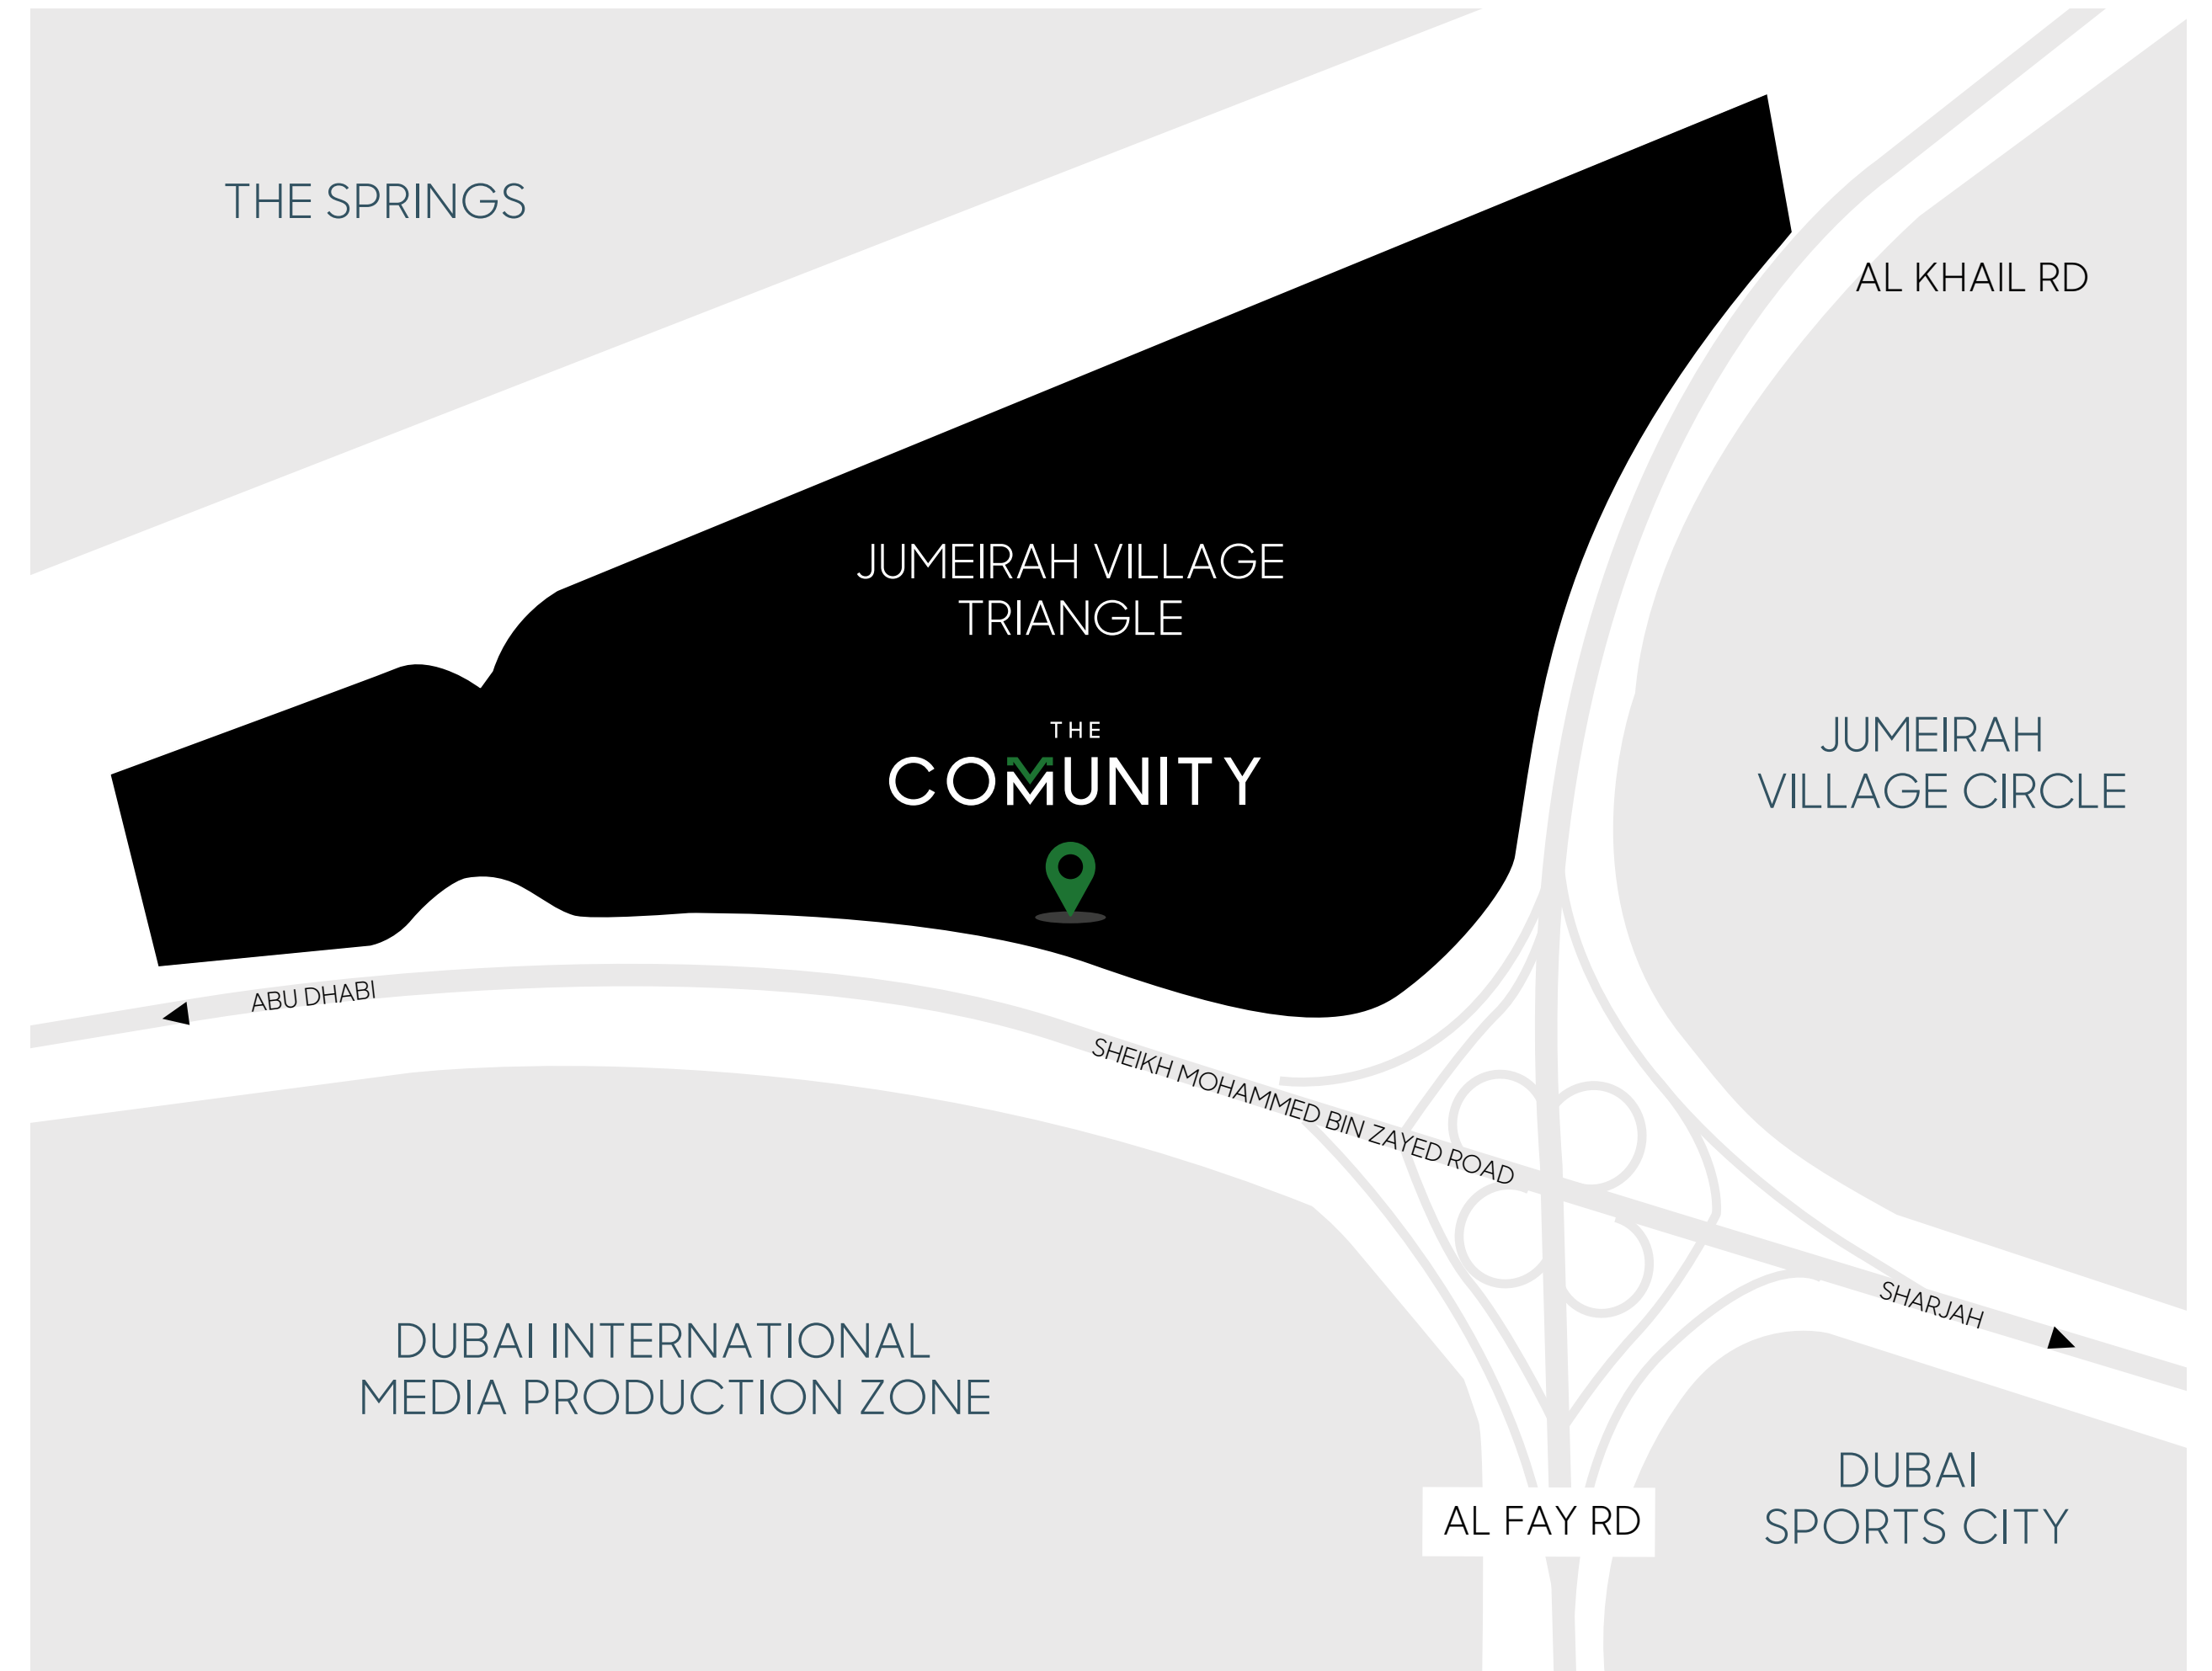 THE SPRINGS
AL KHAIL RD
JUMEIRAH VILLAGE
TRIANGLE
THE
COMUNITY
JUMEIRAH
VILLAGE CIRCLE
ABU DHABI
SHEIKH MOHAMMED BIN ZAYED ROAD
SHARJAH
DUBAI INTERNATIONAL
MEDIA PRODUCTION ZONE
AL FAY RD
DUBAI
SPORTS CITY